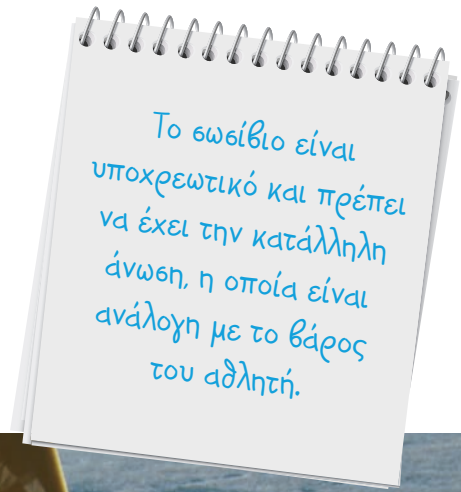 Το σωσίβιο είναι
υποχρεωτικό και πρέπει
να έχει την κατάλληλη
άνωση, η οποία είναι
ανάλογη με το βάρος
του αθλητή.